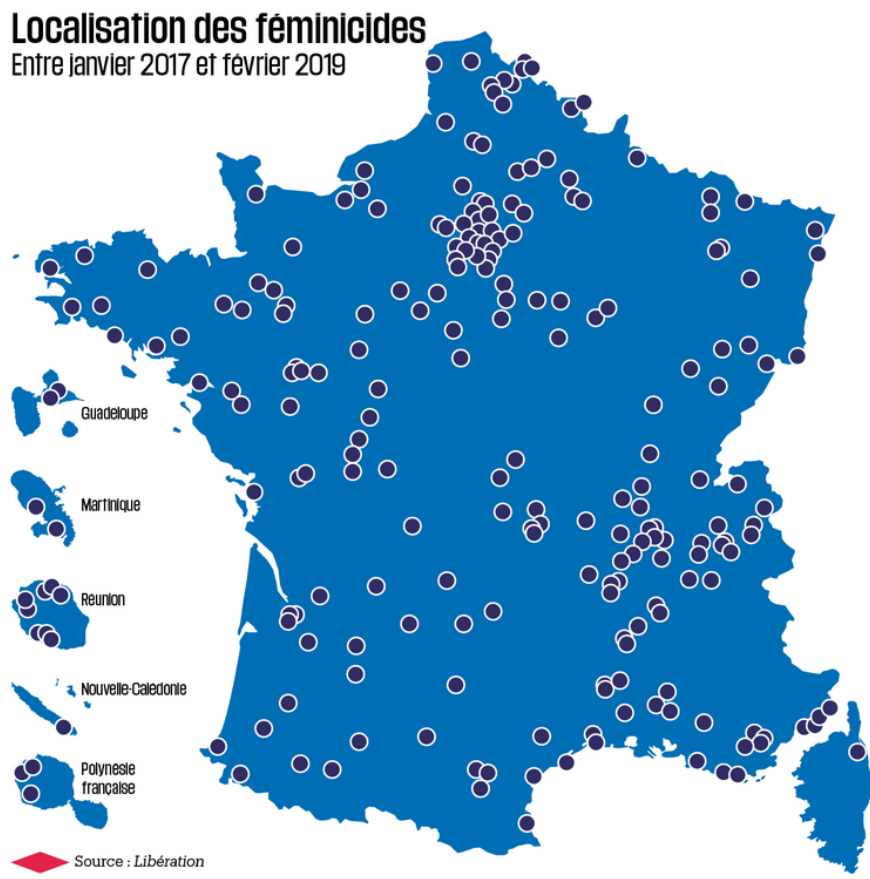 Localisation des féminicides
Entre janvier 2017 et février 2019
Guadeloupe
Martinique
Réunion
Nouvelle-Calédonie
Polynésie
française
Source : Libération